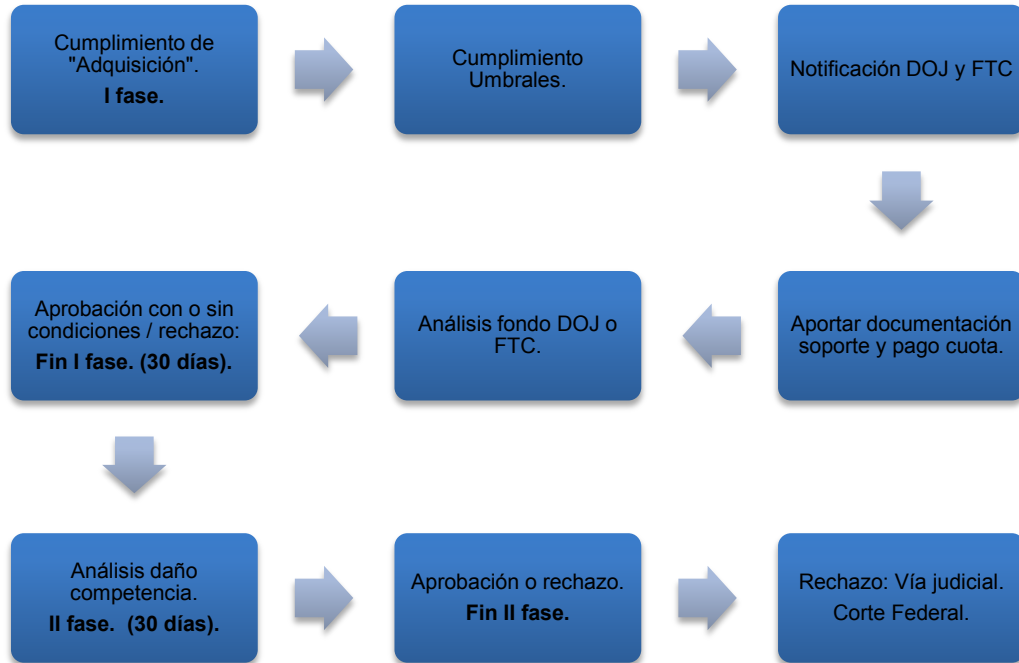 Cumplimiento de
"Adquisición".
I fase.
Cumplimiento
Umbrales.
Notificación DOJ y FTC
Aportar documentación
soporte y pago cuota.
Análisis fondo DOJ o
FTC.
Aprobación con o sin
condiciones / rechazo:
Fin I fase. (30 días).
Análisis daño
competencia.
II fase. (30 días).
Aprobación o rechazo.
Fin II fase.
Rechazo: Vía judicial.
Corte Federal.